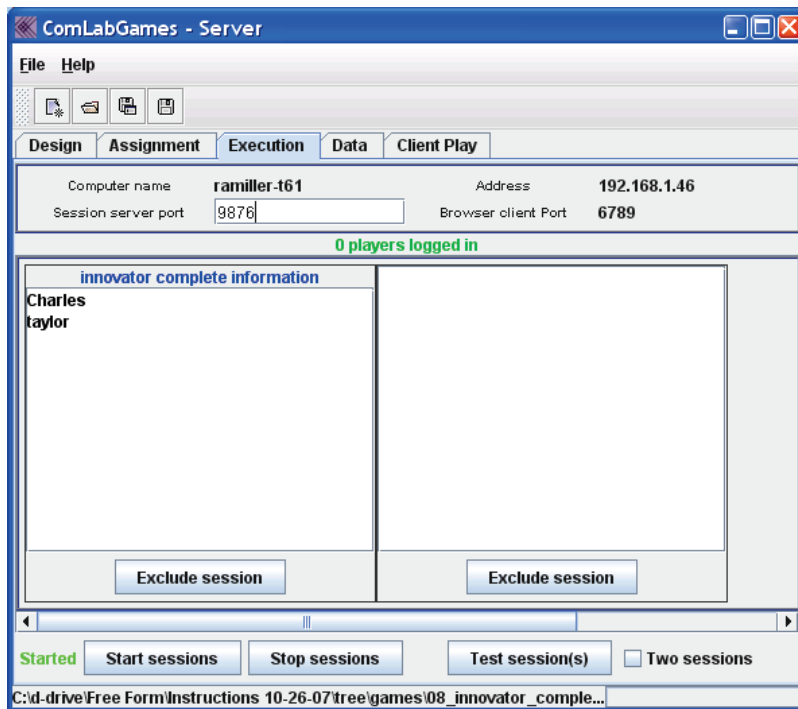 ComLabGames - Server
File Help
Design Assignment Execution Data Client Play
Computer name ramiller-t61 Address 192.168.1.46
Session server port 9876 Browser client Port 6789
0 players logged in
innovator complete information
Charles
taylor
Exclude session Exclude session
Started Start sessions Stop sessions Test session(s) Two sessions
C:\d-drive\Free Form\Instructions 10-26-07\tree\games\08_innovator_comple...